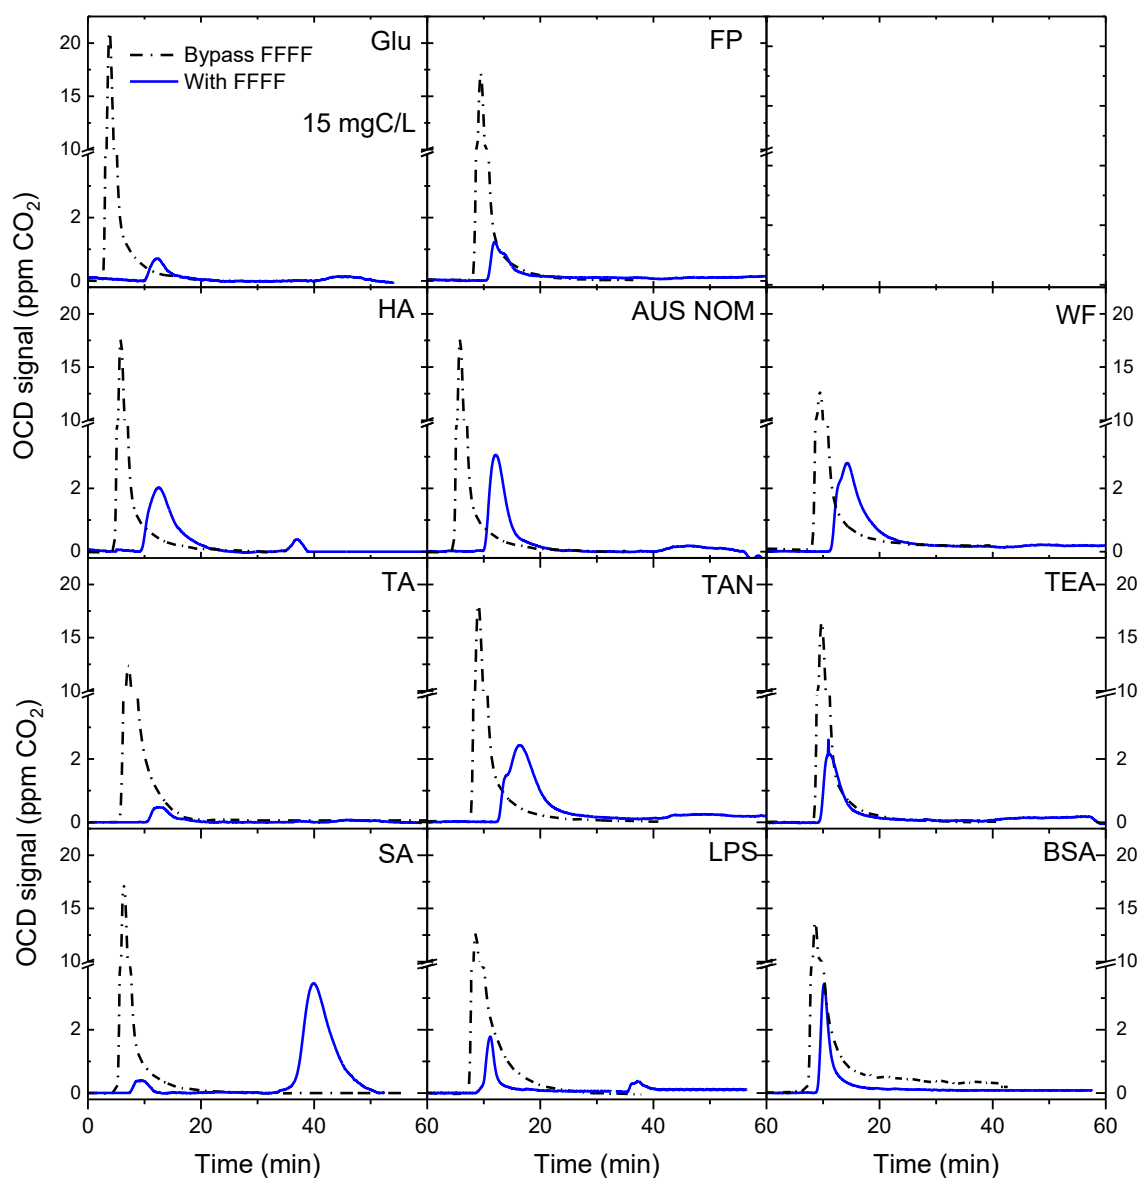 20
15
10
2
0
Bypass FFFF
With FFFF
Glu
15 mgC/L
FP
OCD signal (ppm CO₂)
20
15
10
2
0
HA
AUS NOM
WF
20
15
10
2
0
20
15
10
2
0
TA
TAN
TEA
20
15
10
2
0
OCD signal (ppm CO₂)
20
15
10
2
0
SA
LPS
BSA
20
15
10
2
0
0 20 40 60 20 40 60 20 40 60
Time (min) Time (min) Time (min)